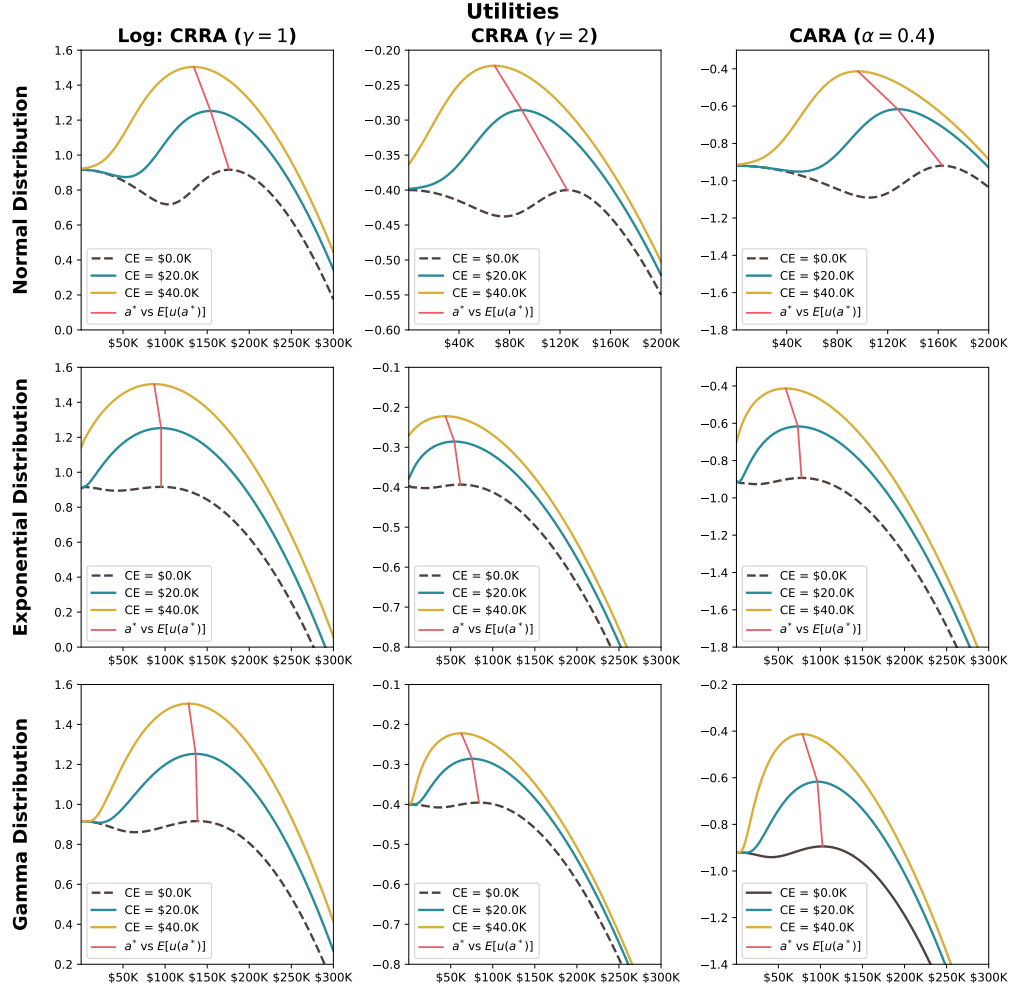 Utilities
Log: CRRA (γ = 1)
CRRA (γ = 2)
CARA (α = 0.4)
Normal Distribution
1.6
1.4
1.2
1.0
0.8
0.6
0.4
0.2
0.0
CE = $0.0K
CE = $20.0K
CE = $40.0K
a* vs E[u(a*)]
$50K $100K $150K $200K $250K $300K
−0.20
−0.25
−0.30
−0.35
−0.40
−0.45
−0.50
−0.55
−0.60
CE = $0.0K
CE = $20.0K
CE = $40.0K
a* vs E[u(a*)]
$40K $80K $120K $160K $200K
−0.4
−0.6
−0.8
−1.0
−1.2
−1.4
−1.6
−1.8
CE = $0.0K
CE = $20.0K
CE = $40.0K
a* vs E[u(a*)]
$40K $80K $120K $160K $200K
Exponential Distribution
1.6
1.4
1.2
1.0
0.8
0.6
0.4
0.2
0.0
CE = $0.0K
CE = $20.0K
CE = $40.0K
a* vs E[u(a*)]
$50K $100K $150K $200K $250K $300K
−0.1
−0.2
−0.3
−0.4
−0.5
−0.6
−0.7
−0.8
CE = $0.0K
CE = $20.0K
CE = $40.0K
a* vs E[u(a*)]
$50K $100K $150K $200K $250K $300K
−0.4
−0.6
−0.8
−1.0
−1.2
−1.4
−1.6
−1.8
CE = $0.0K
CE = $20.0K
CE = $40.0K
a* vs E[u(a*)]
$50K $100K $150K $200K $250K $300K
Gamma Distribution
1.6
1.4
1.2
1.0
0.8
0.6
0.4
0.2
CE = $0.0K
CE = $20.0K
CE = $40.0K
a* vs E[u(a*)]
$50K $100K $150K $200K $250K $300K
−0.1
−0.2
−0.3
−0.4
−0.5
−0.6
−0.7
−0.8
CE = $0.0K
CE = $20.0K
CE = $40.0K
a* vs E[u(a*)]
$50K $100K $150K $200K $250K $300K
−0.2
−0.4
−0.6
−0.8
−1.0
−1.2
−1.4
CE = $0.0K
CE = $20.0K
CE = $40.0K
a* vs E[u(a*)]
$50K $100K $150K $200K $250K $300K